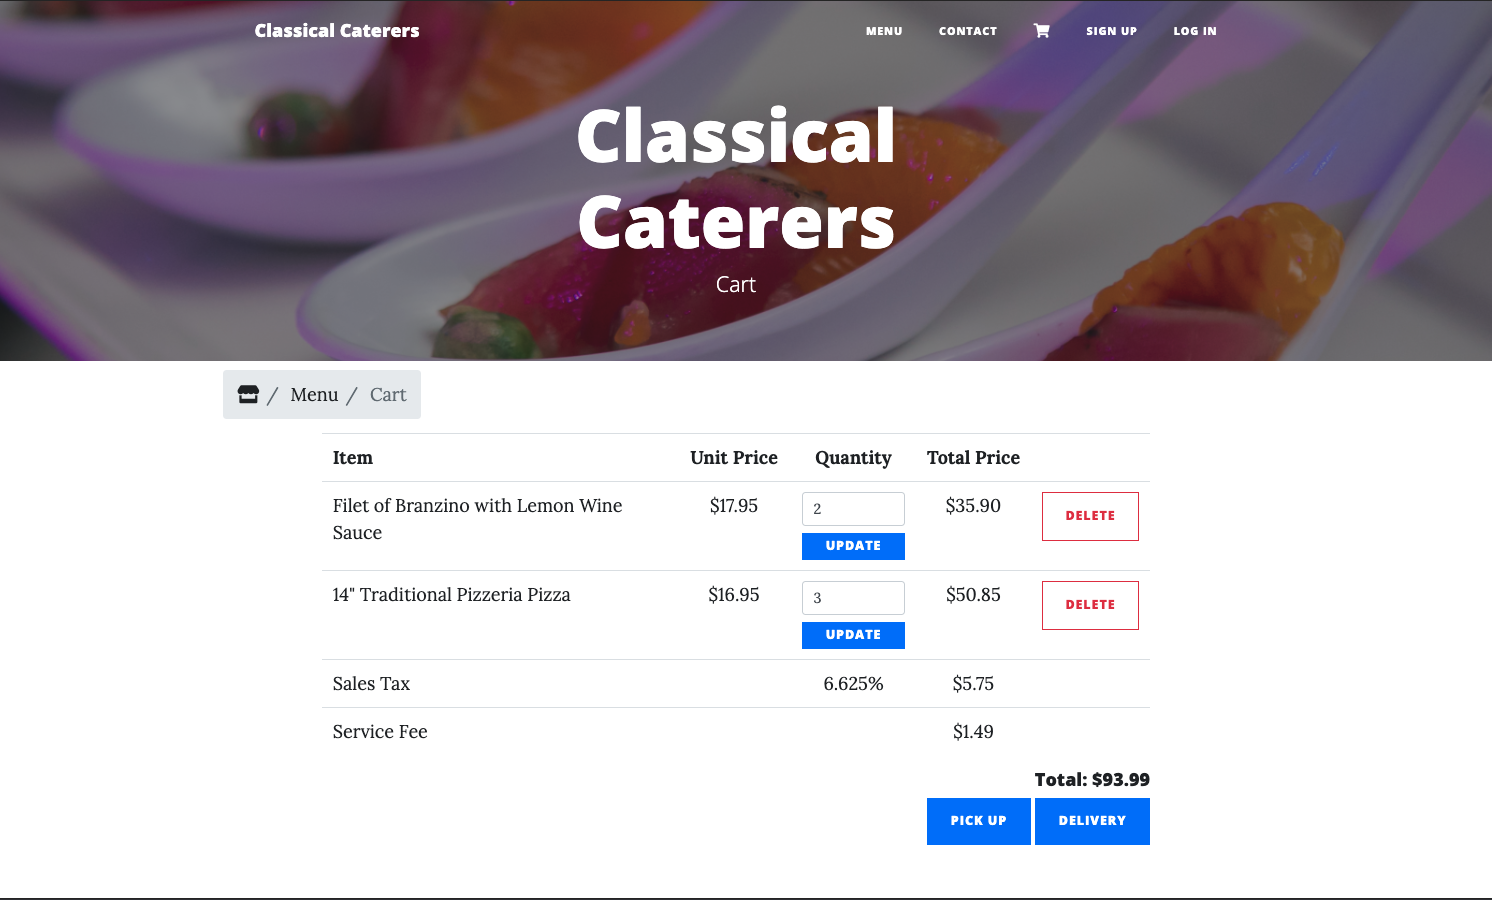 Classical Caterers MENU CONTACT SIGN UP LOG IN
Classical
Caterers
Cart
/ Menu / Cart
Item Unit Price Quantity Total Price
Filet of Branzino with Lemon Wine $17.95 2 $35.90 DELETE
Sauce
UPDATE
14" Traditional Pizzeria Pizza $16.95 3 $50.85 DELETE
UPDATE
Sales Tax 6.625% $5.75
Service Fee $1.49
Total: $93.99
PICK UP DELIVERY